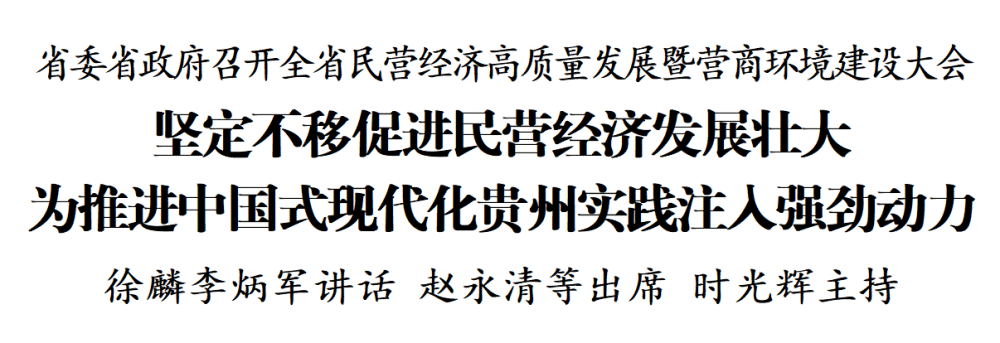 省委省政府召开全省民营经济高质量发展暨营商环境建设大会
坚定不移促进民营经济发展壮大
为推进中国式现代化贵州实践注入强劲动力
徐麟李炳军讲话 赵永清等出席 时光辉主持